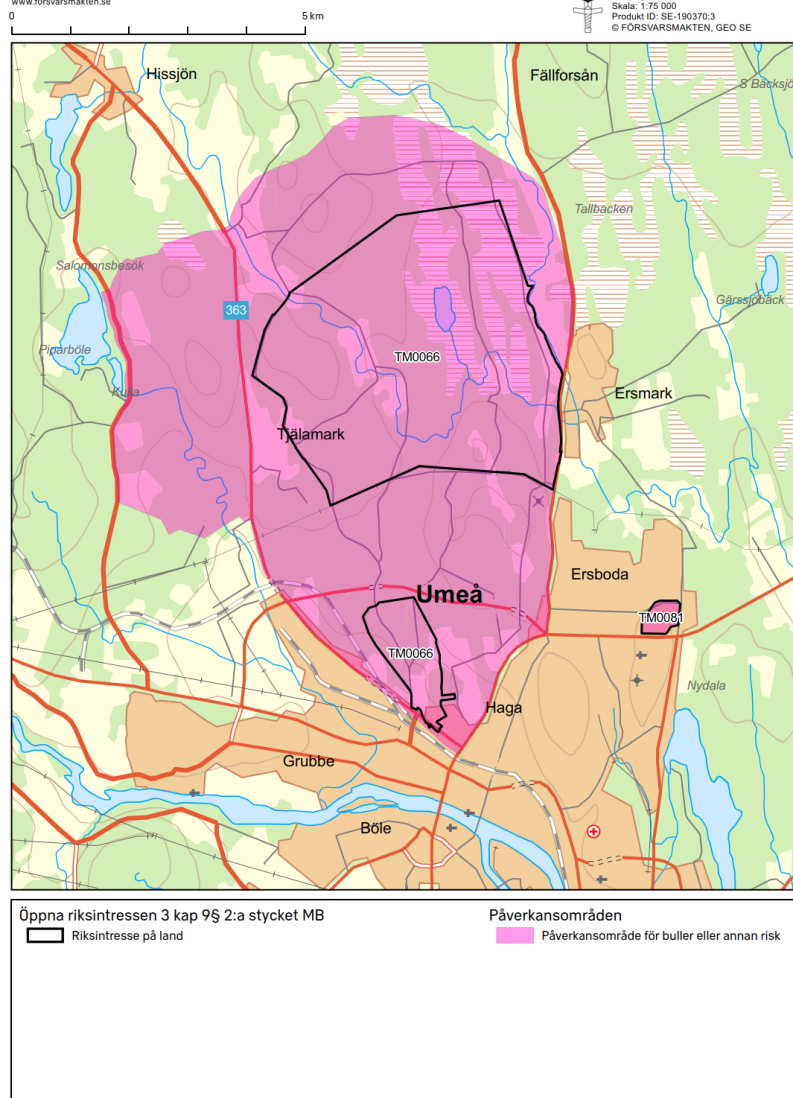 www.forsvarsmakten.se
0
5 km
Skala: 1:75 000
Produkt ID: SE-190370:3
© FÖRSVARSMAKTEN, GEO SE
Hissjön
Fällforsån
S Bäcksjö
Tallbacken
Salomonsbesök
Gärssjöbäck
363
Piparböle
TM0066
Kulla
Ersmark
Tjälamark
Ersboda
Umeå
TM0081
TM0066
Nydala
Haga
Grubbe
Böle
Öppna riksintressen 3 kap 9§ 2:a stycket MB
Riksintresse på land
Påverkansområden
Påverkansområde för buller eller annan risk